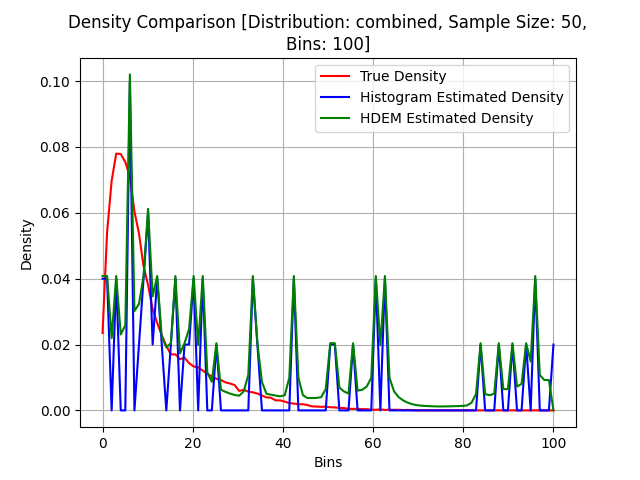 Density Comparison [Distribution: combined, Sample Size: 50,
Bins: 100]
True Density
Histogram Estimated Density
HDEM Estimated Density
Density
0.10
0.08
0.06
0.04
0.02
0.00
0 20 40 60 80 100
Bins